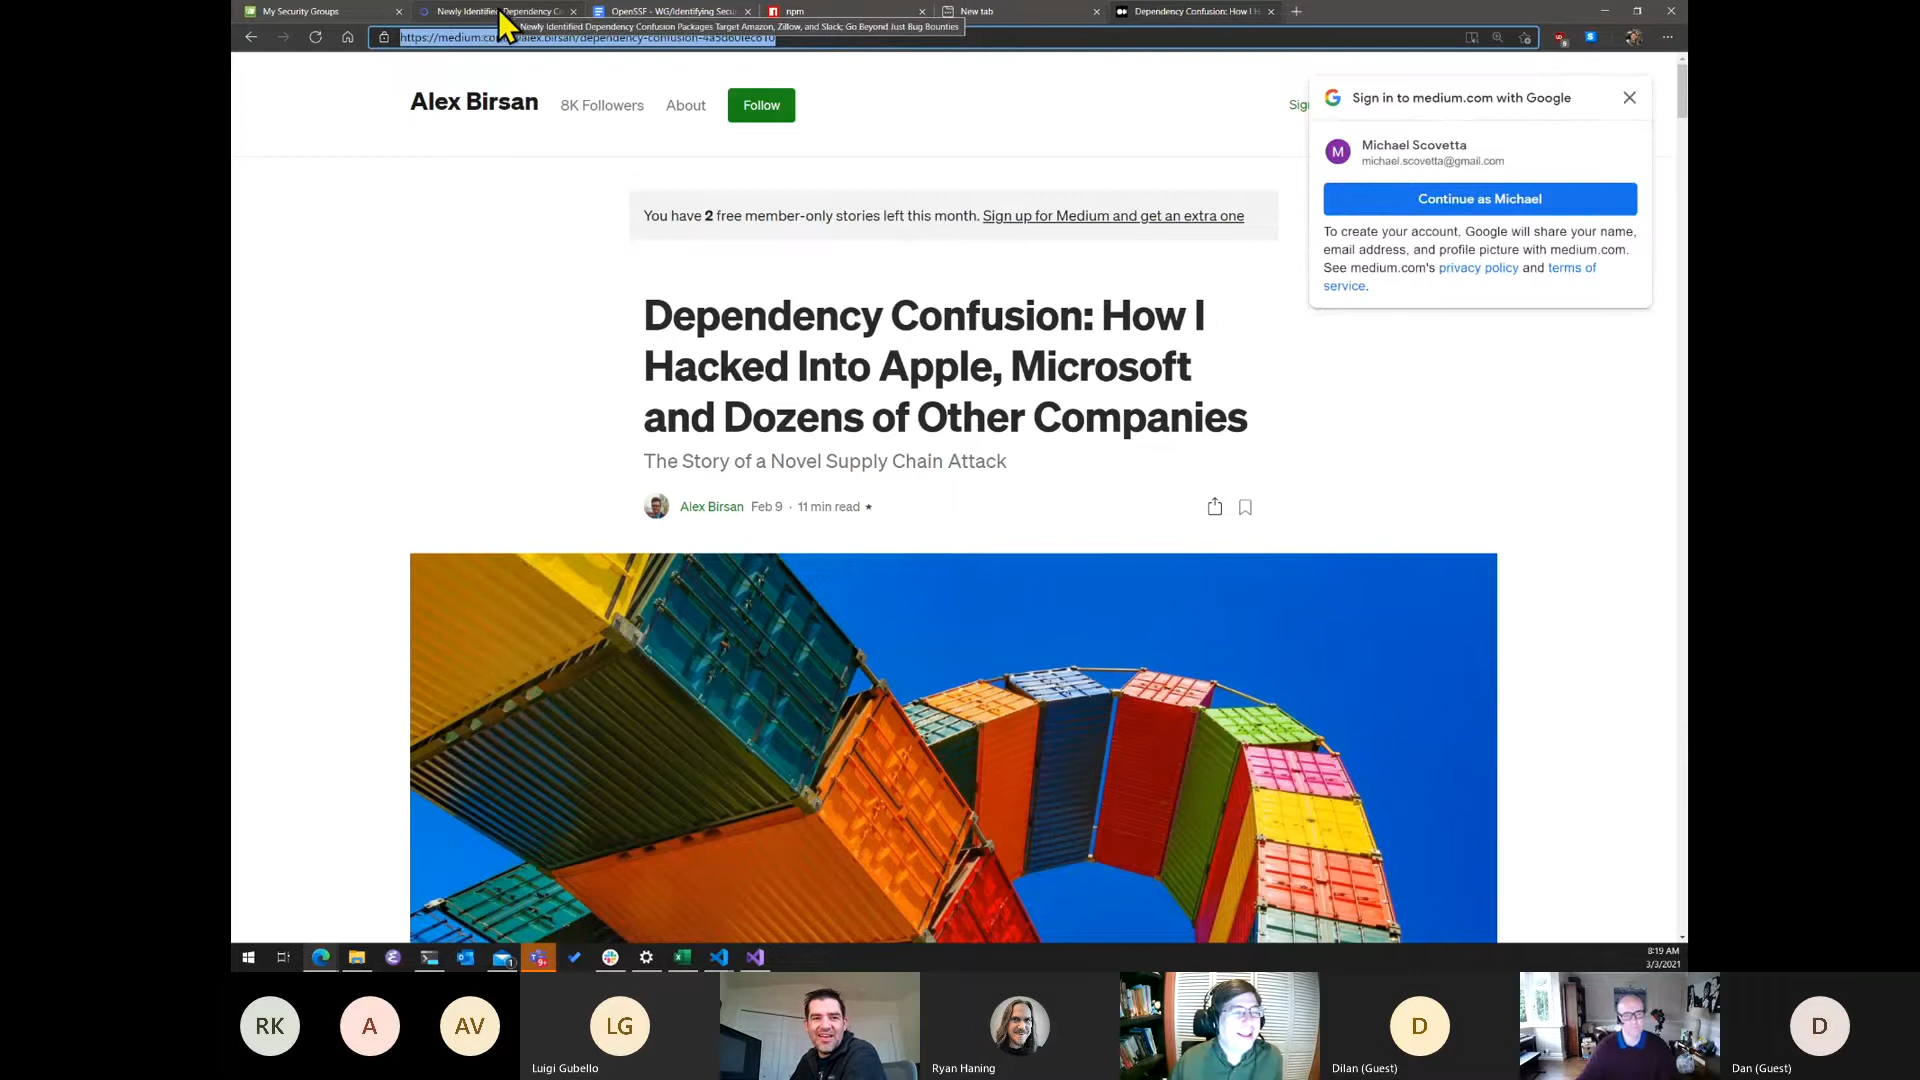 My Security Groups
Newly Identified Dependency Co
OpenSSF - WG/Identifying Secu
npm
New tab
Dependency Confusion: How I H
Newly Identified Dependency Confusion Packages Target Amazon, Zillow, and Slack; Go Beyond Just Bug Bounties
Alex Birsan
8K Followers
About
Follow
Sig
Sign in to medium.com with Google
M
Michael Scovetta
michael.scovetta@gmail.com
Continue as Michael
To create your account, Google will share your name,
email address, and profile picture with medium.com.
See medium.com's privacy policy and terms of
service.
You have 2 free member-only stories left this month. Sign up for Medium and get an extra one
Dependency Confusion: How I
Hacked Into Apple, Microsoft
and Dozens of Other Companies
The Story of a Novel Supply Chain Attack
Alex Birsan Feb 9 · 11 min read ★
8:19 AM
3/3/2021
RK
A
AV
LG
Luigi Gubello
Ryan Haning
D
Dilan (Guest)
D
Dan (Guest)